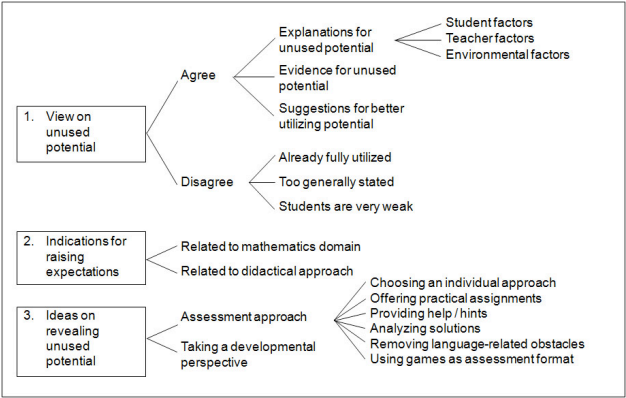 1. View on
unused
potential
Agree
Explanations for
unused potential
Student factors
Teacher factors
Environmental factors
Evidence for unused
potential
Suggestions for better
utilizing potential
Disagree
Already fully utilized
Too generally stated
Students are very weak
2. Indications for
raising
expectations
Related to mathematics domain
Related to didactical approach
3. Ideas on
revealing
unused
potential
Assessment approach
Choosing an individual approach
Offering practical assignments
Providing help / hints
Analyzing solutions
Removing language-related obstacles
Using games as assessment format
Taking a developmental
perspective